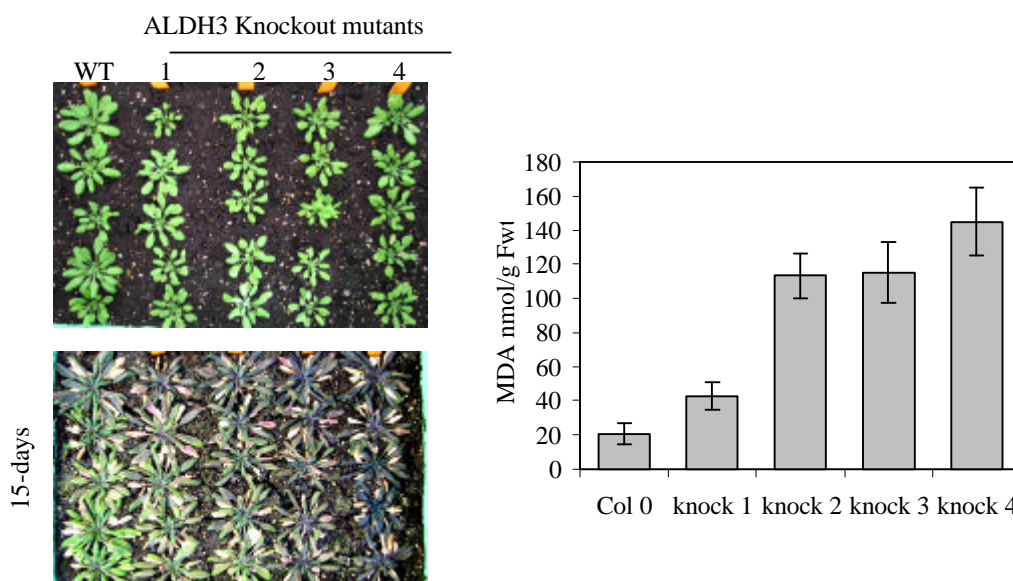 ALDH3 Knockout mutants
WT 1 2 3 4
15-days
MDA nmol/g Fwt
180
160
140
120
100
80
60
40
20
0
Col 0 knock 1 knock 2 knock 3 knock 4